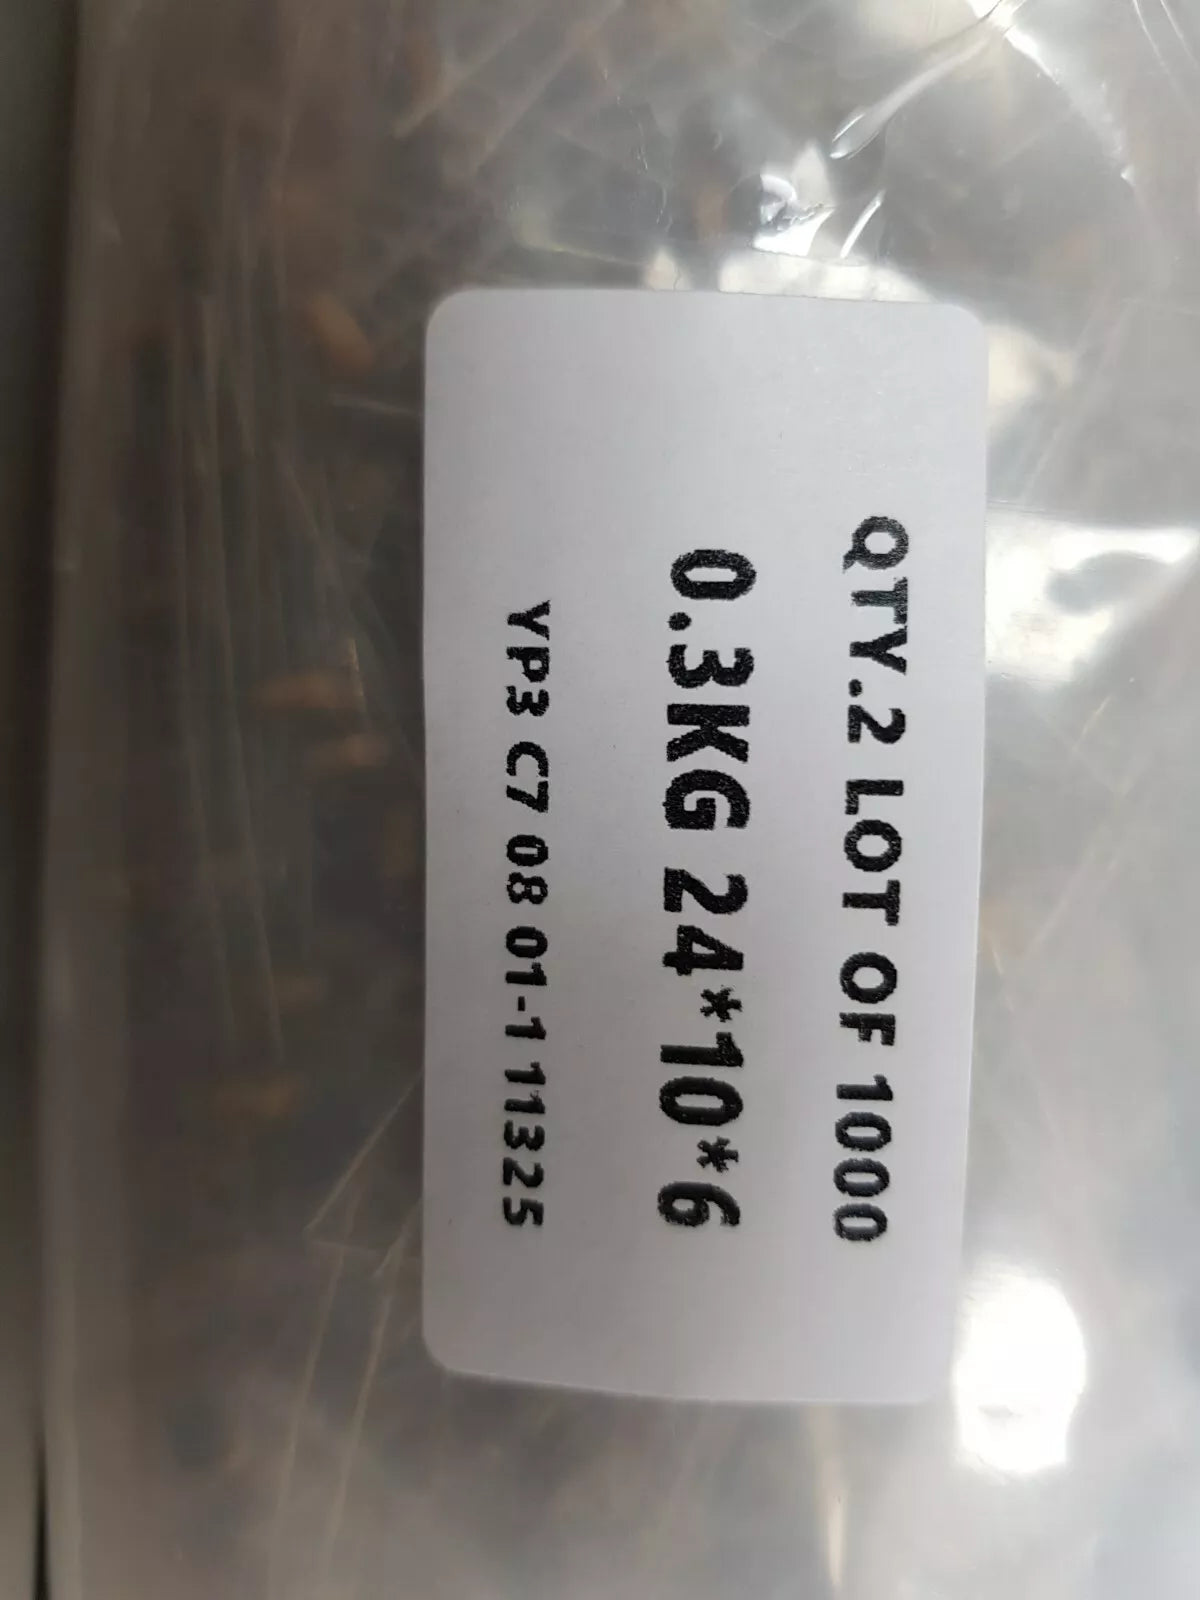 QTY.2 LOT OF 1000
0.3KG 24*10*6
YP3 C7 08 01-1 11325